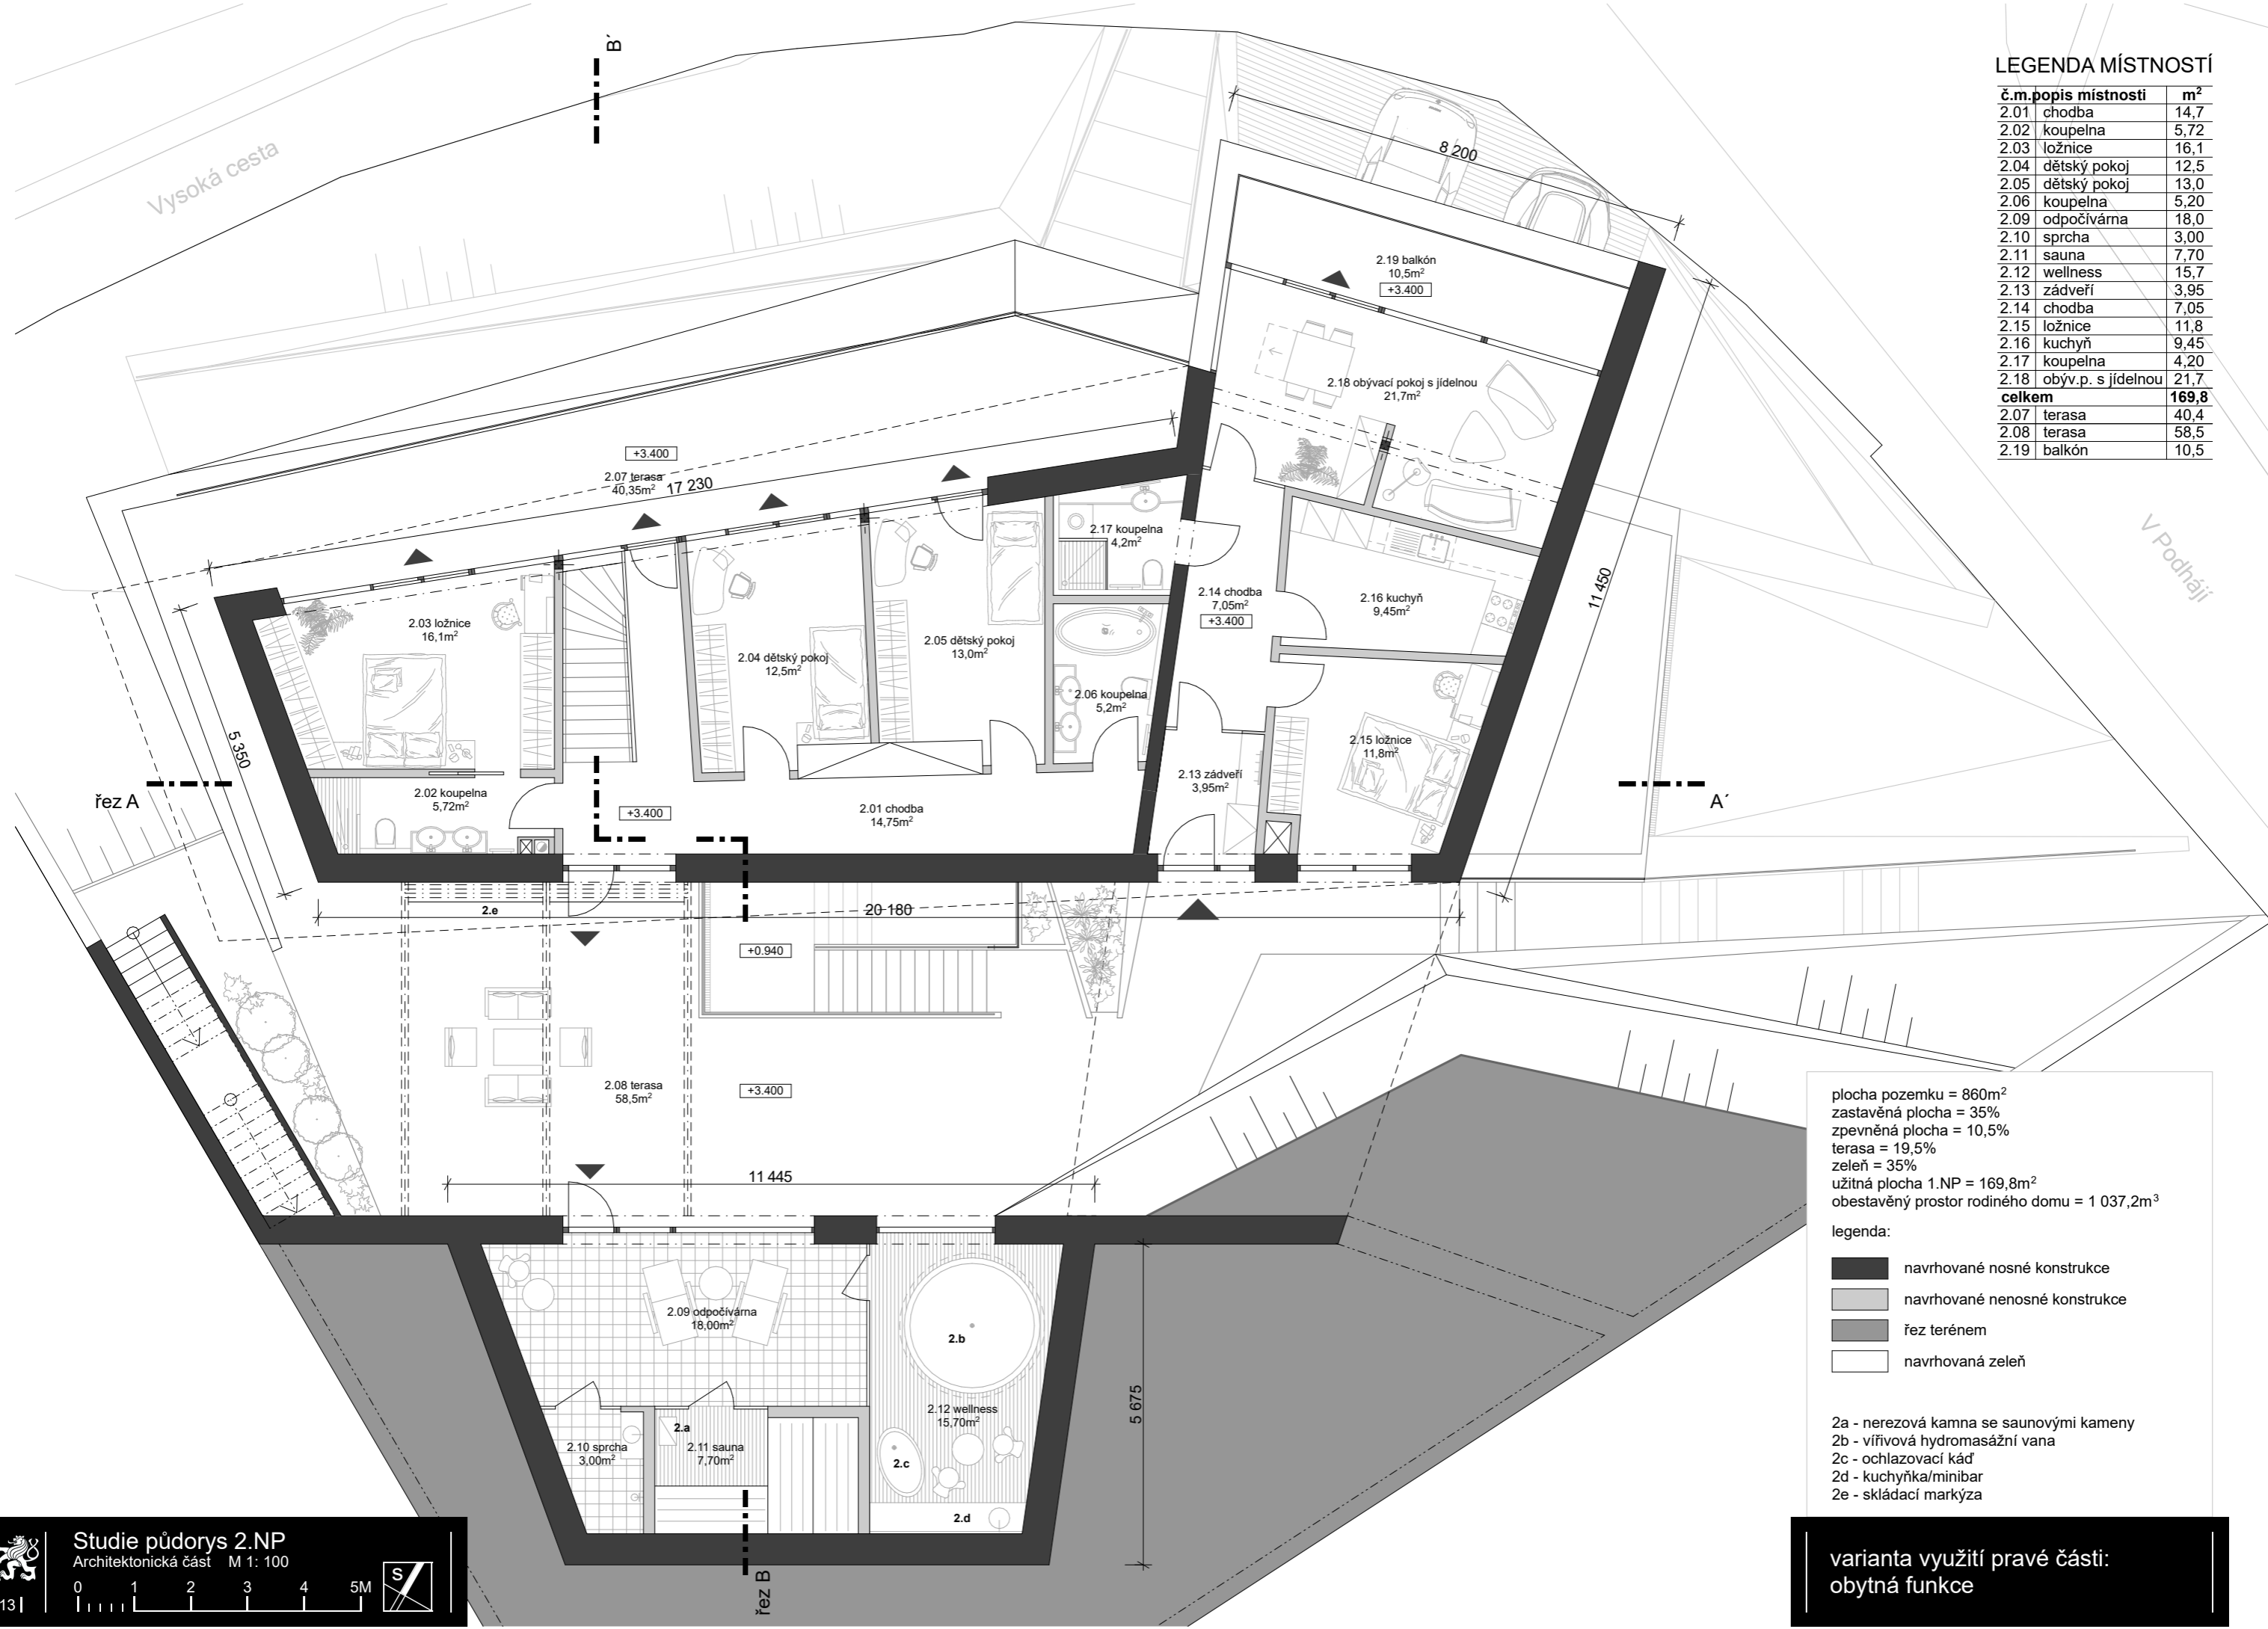 B´
Vysoká cesta
LEGENDA MÍSTNOSTÍ
č.m. popis místnosti m²
2.01 chodba 14,7
2.02 koupelna 5,72
2.03 ložnice 16,1
2.04 dětský pokoj 12,5
2.05 dětský pokoj 13,0
2.06 koupelna 5,20
2.09 odpočívárna 18,0
2.10 sprcha 3,00
2.11 sauna 7,70
2.12 wellness 15,7
2.13 zádveří 3,95
2.14 chodba 7,05
2.15 ložnice 11,8
2.16 kuchyň 9,45
2.17 koupelna 4,20
2.18 obýv.p. s jídelnou 21,7
celkem 169,8
2.07 terasa 40,4
2.08 terasa 58,5
2.19 balkón 10,5
8 200
2.19 balkón
10,5m²
+3.400
2.18 obývací pokoj s jídelnou
21,7m²
+3.400
2.07 terasa
40,35m²
17 230
2.17 koupelna
4,2m²
V Podhájí
11 450
2.14 chodba
7,05m²
+3.400
2.16 kuchyň
9,45m²
2.03 ložnice
16,1m²
2.04 dětský pokoj
12,5m²
2.05 dětský pokoj
13,0m²
2.06 koupelna
5,2m²
5 350
2.15 ložnice
11,8m²
2.13 zádveří
3,95m²
řez A
A´
2.02 koupelna
5,72m²
+3.400
2.01 chodba
14,75m²
2.e
20 180
+0.940
2.08 terasa
58,5m²
+3.400
11 445
plocha pozemku = 860m²
zastavěná plocha = 35%
zpevněná plocha = 10,5%
terasa = 19,5%
zeleň = 35%
užitná plocha 1.NP = 169,8m²
obestavěný prostor rodiného domu = 1 037,2m³
legenda:
navrhované nosné konstrukce
navrhované nenosné konstrukce
řez terénem
navrhovaná zeleň
2a - nerezová kamna se saunovými kameny
2b - vířivová hydromasážní vana
2c - ochlazovací káď
2d - kuchyňka/minibar
2e - skládací markýza
2.09 odpočívárna
18,00m²
2.b
5 675
2.12 wellness
15,70m²
2.a
2.10 sprcha
3,00m²
2.11 sauna
7,70m²
2.c
2.d
řez B
Studie půdorys 2.NP
Architektonická část M 1: 100
0 1 2 3 4 5M
S
13
varianta využití pravé části:
obytná funkce